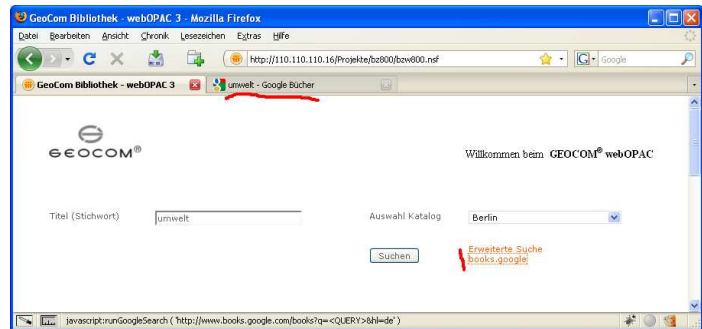 GeoCom Bibliothek - webOPAC 3 - Mozilla Firefox
Datei Bearbeiten Ansicht Chronik Lesezeichen Extras Hilfe
http://110.110.110.16/Projekte/bz800/bzw800.nsf
G Google
GeoCom Bibliothek - webOPAC 3 umwelt - Google Bücher
GEOCOM®
Willkommen beim GEOCOM® webOPAC
Titel (Stichwort) umwelt Auswahl Katalog Berlin
Suchen Erweiterte Suche
books.google
javascript:runGoogleSearch ( 'http://www.books.google.com/books?q=<QUERY>&hl=de' )